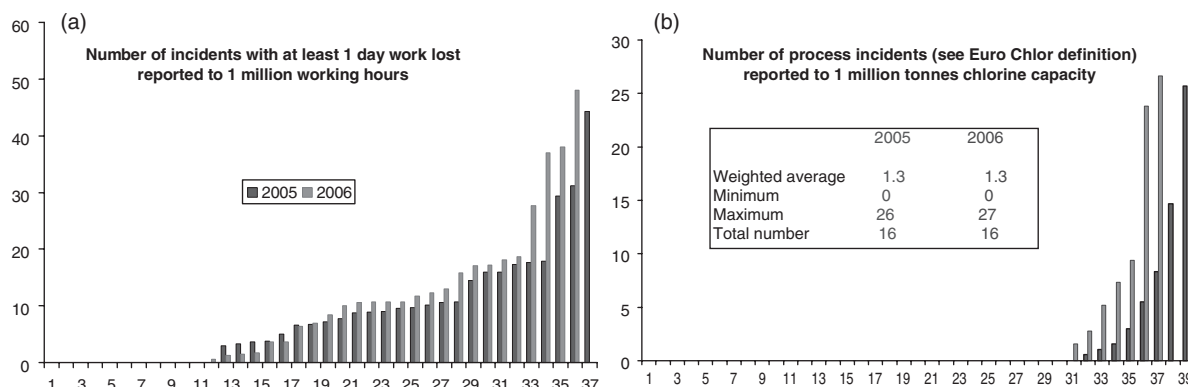 (a)
Number of incidents with at least 1 day work lost
reported to 1 million working hours
60
50
40
30
20
10
0
2005 2006
1 3 5 7 9 11 13 15 17 19 21 23 25 27 29 31 33 35 37
(b)
Number of process incidents (see Euro Chlor definition)
reported to 1 million tonnes chlorine capacity
30
25
20
15
10
5
0
2005 2006
Weighted average 1.3 1.3
Minimum 0 0
Maximum 26 27
Total number 16 16
1 3 5 7 9 11 13 15 17 19 21 23 25 27 29 31 33 35 37 39